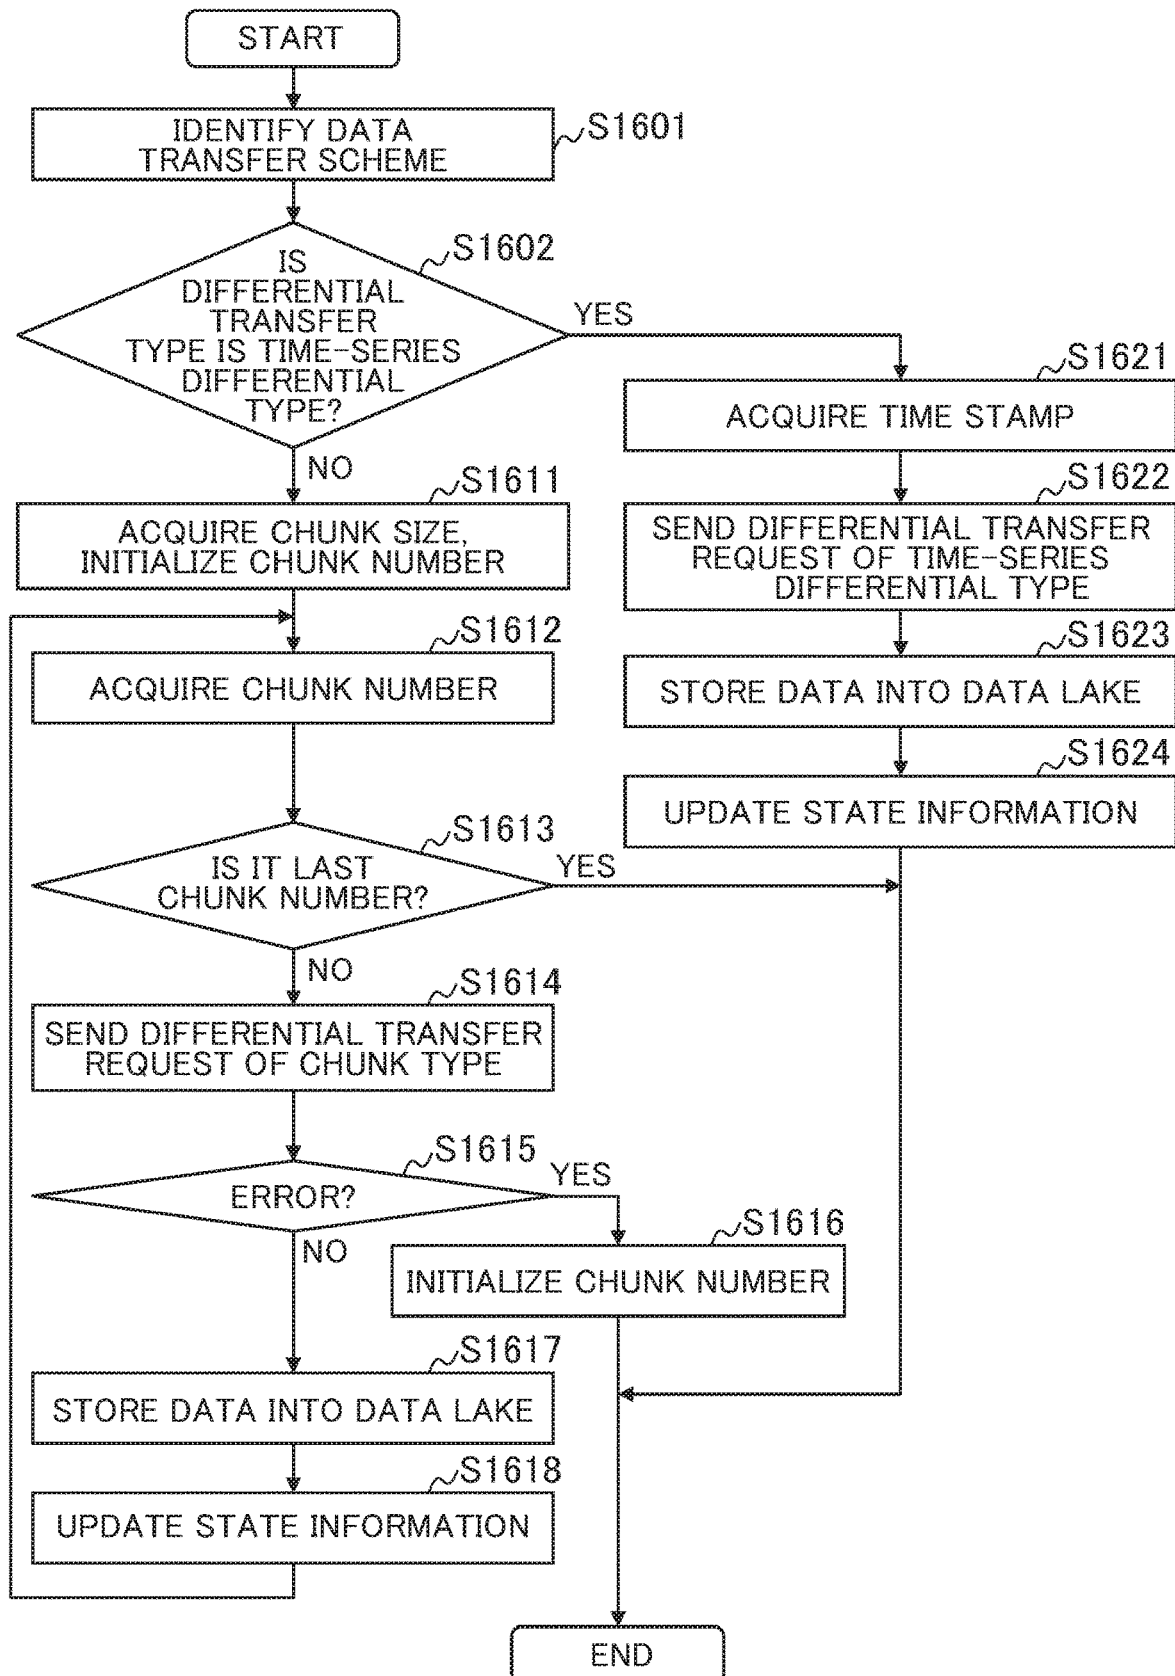 START
IDENTIFY DATA
TRANSFER SCHEME
S1601
IS
DIFFERENTIAL
TRANSFER
TYPE IS TIME-SERIES
DIFFERENTIAL
TYPE?
S1602
YES
NO
S1621
ACQUIRE TIME STAMP
S1622
SEND DIFFERENTIAL TRANSFER
REQUEST OF TIME-SERIES
DIFFERENTIAL TYPE
S1623
STORE DATA INTO DATA LAKE
S1624
UPDATE STATE INFORMATION
S1611
ACQUIRE CHUNK SIZE,
INITIALIZE CHUNK NUMBER
S1612
ACQUIRE CHUNK NUMBER
S1613
IS IT LAST
CHUNK NUMBER?
YES
NO
S1614
SEND DIFFERENTIAL TRANSFER
REQUEST OF CHUNK TYPE
S1615
ERROR?
YES
NO
S1616
INITIALIZE CHUNK NUMBER
S1617
STORE DATA INTO DATA LAKE
S1618
UPDATE STATE INFORMATION
END